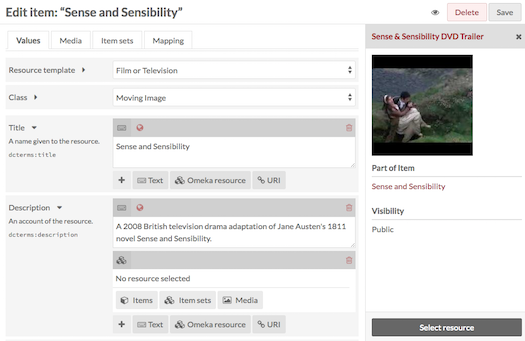 Edit item: “Sense and Sensibility”
Delete
Save
Values
Media
Item sets
Mapping
Resource template
Film or Television
Class
Moving Image
Title
A name given to the resource.
dcterms:title
Sense and Sensibility
Text
Omeka resource
URI
Description
An account of the resource.
dcterms:description
A 2008 British television drama adaptation of Jane Austen's 1811
novel Sense and Sensibility.
No resource selected
Items
Item sets
Media
Text
Omeka resource
URI
Sense & Sensibility DVD Trailer
Part of Item
Sense and Sensibility
Visibility
Public
Select resource